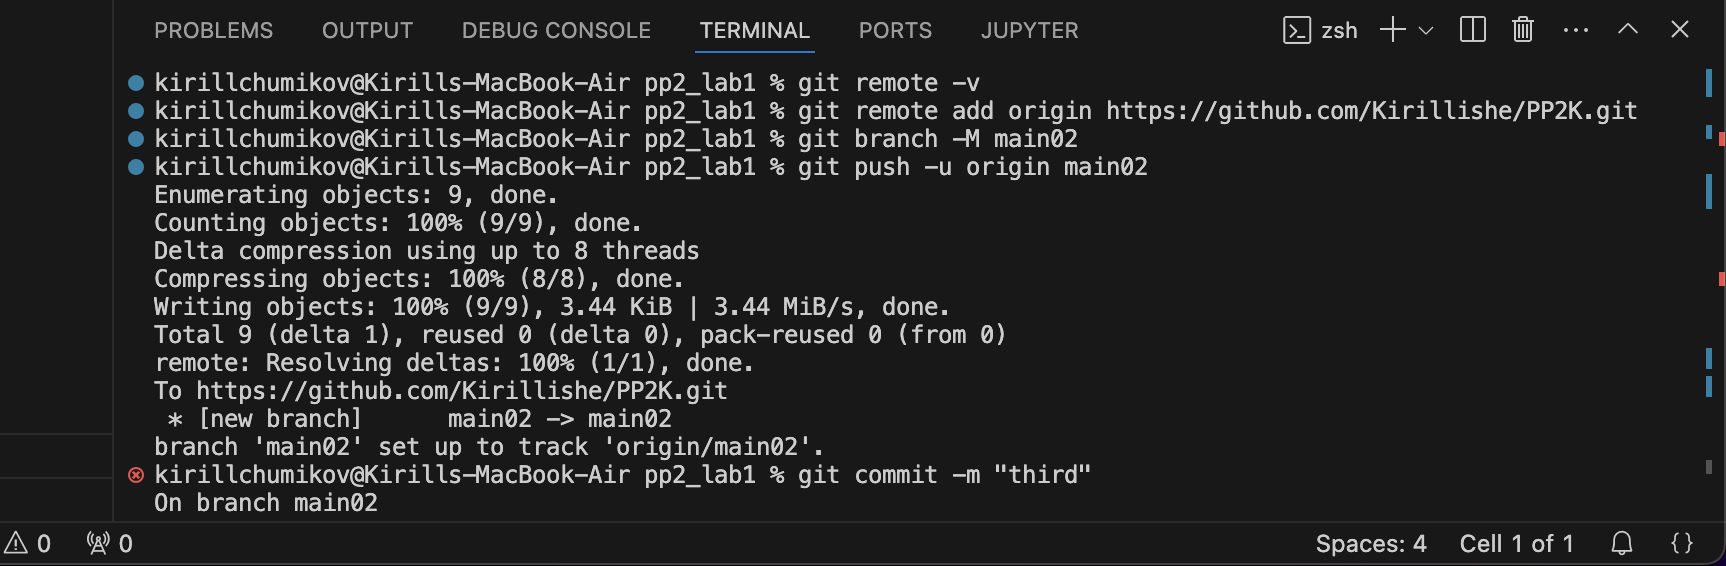 PROBLEMS OUTPUT DEBUG CONSOLE TERMINAL PORTS JUPYTER zsh
kirillchumikov@Kirills-MacBook-Air pp2_lab1 % git remote -v
kirillchumikov@Kirills-MacBook-Air pp2_lab1 % git remote add origin https://github.com/Kirillishe/PP2K.git
kirillchumikov@Kirills-MacBook-Air pp2_lab1 % git branch -M main02
kirillchumikov@Kirills-MacBook-Air pp2_lab1 % git push -u origin main02
Enumerating objects: 9, done.
Counting objects: 100% (9/9), done.
Delta compression using up to 8 threads
Compressing objects: 100% (8/8), done.
Writing objects: 100% (9/9), 3.44 KiB | 3.44 MiB/s, done.
Total 9 (delta 1), reused 0 (delta 0), pack-reused 0 (from 0)
remote: Resolving deltas: 100% (1/1), done.
To https://github.com/Kirillishe/PP2K.git
 * [new branch]      main02 -> main02
branch 'main02' set up to track 'origin/main02'.
kirillchumikov@Kirills-MacBook-Air pp2_lab1 % git commit -m "third"
On branch main02
0 0 Spaces: 4 Cell 1 of 1 {}